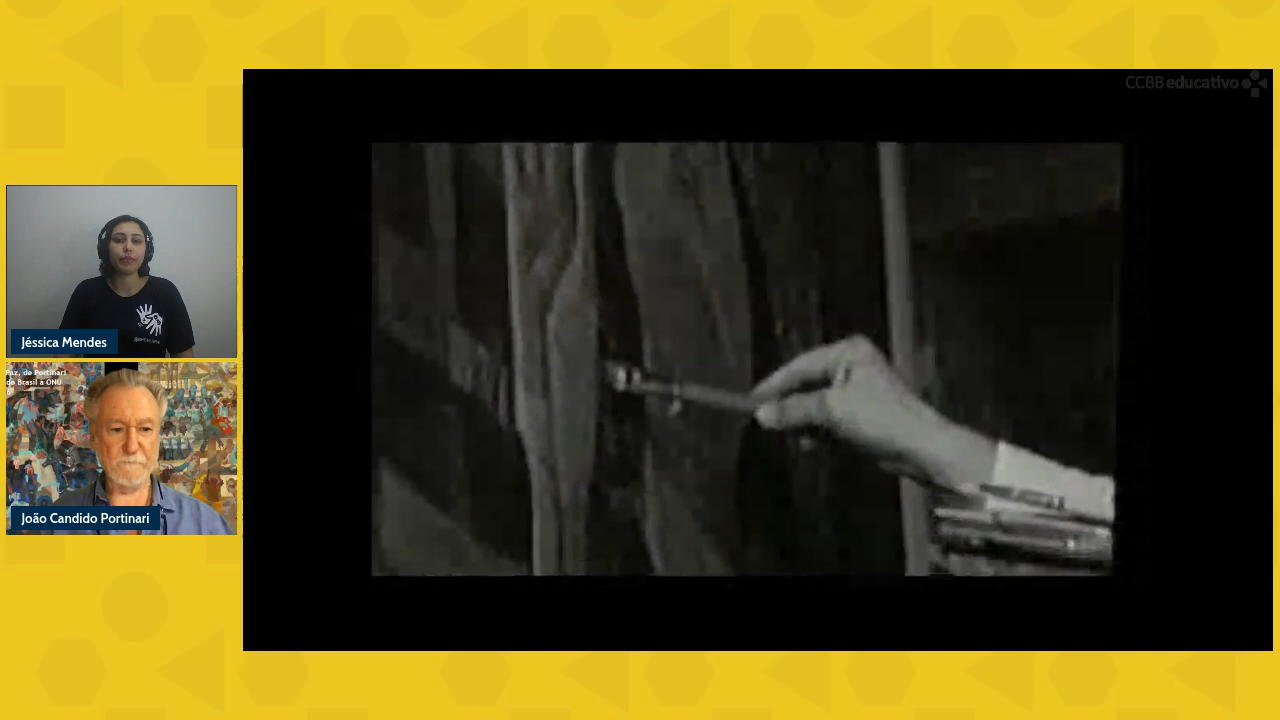 CCBB educativo
Jéssica Mendes
Paz, de Portinari
do Brasil à ONU
João Candido Portinari